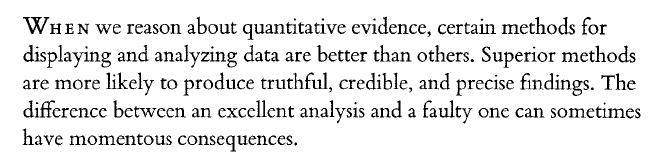 WHEN we reason about quantitative evidence, certain methods for
displaying and analyzing data are better than others. Superior methods
are more likely to produce truthful, credible, and precise findings. The
difference between an excellent analysis and a faulty one can sometimes
have momentous consequences.